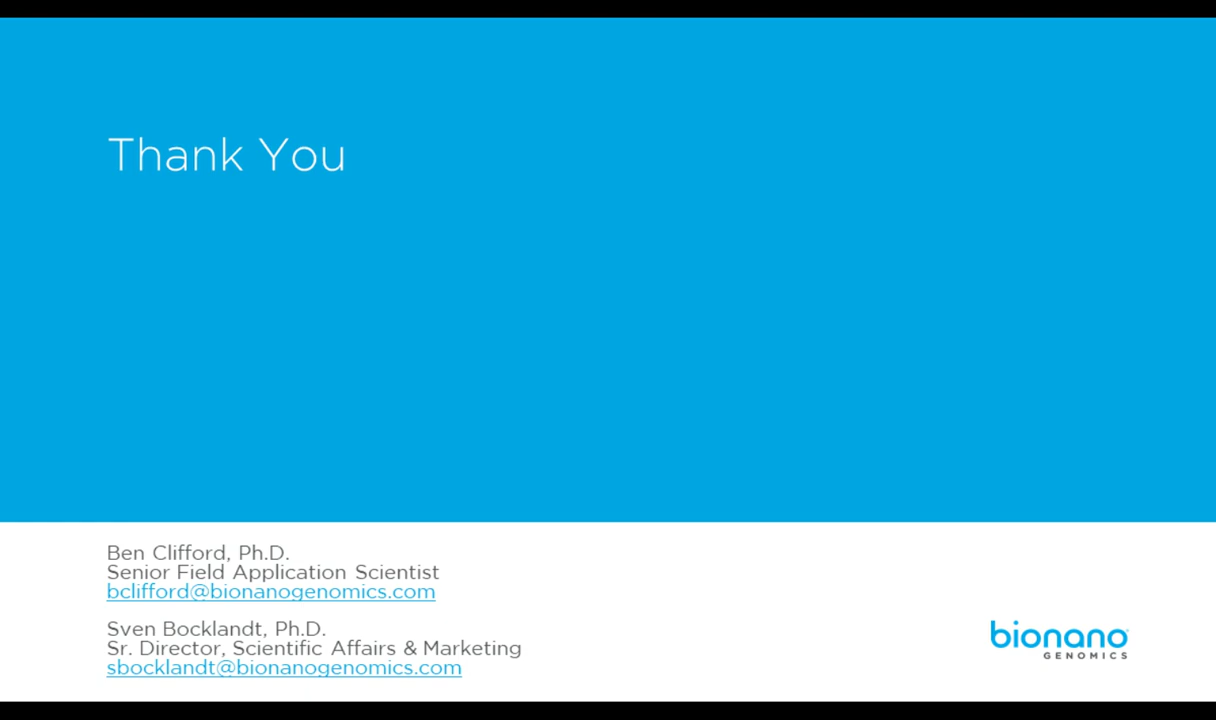 Thank You
Ben Clifford, Ph.D.
Senior Field Application Scientist
bclifford@bionanogenomics.com
Sven Bocklandt, Ph.D.
Sr. Director, Scientific Affairs & Marketing
sbocklandt@bionanogenomics.com
bionano
GENOMICS